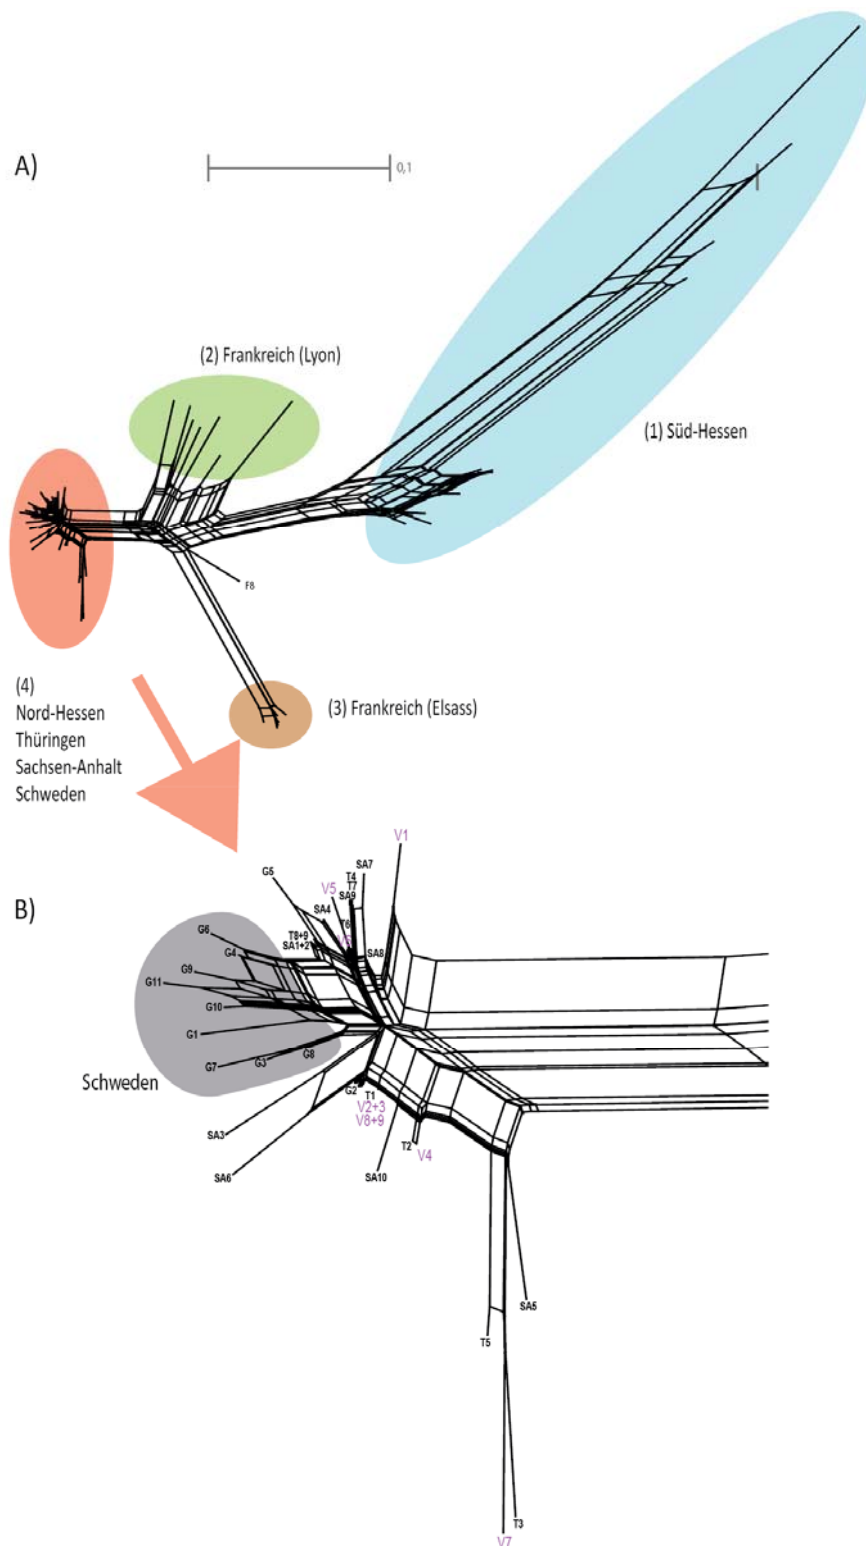 A)
0,1
(2) Frankreich (Lyon)
(1) Süd-Hessen
F8
(4)
Nord-Hessen
Thüringen
Sachsen-Anhalt
Schweden
(3) Frankreich (Elsass)
B)
V1
SA7
G5
T4
T7
V5
SA9
SA4
T6
G6
T8+9
SA1+2
G4
SA8
G9
G11
G10
G1
G8
G3
G7
Schweden
G2
T1
V2+3
V8+9
SA3
T2
V4
SA6
SA10
SA5
T5
T3
V7